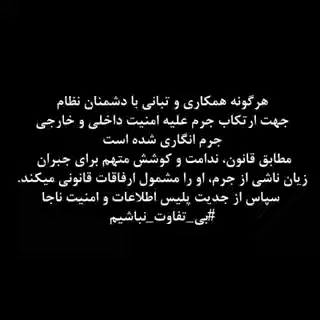 هرگونه همکاری و تبانی با دشمنان نظام
جهت ارتکاب جرم علیه امنیت داخلی و خارجی
جرم انگاری شده است
مطابق قانون، ندامت و کوشش متهم برای جبران
زیان ناشی از جرم، او را مشمول ارفاقات قانونی میکند.
سپاس از جدیت پلیس اطلاعات و امنیت ناجا
#بی_تفاوت_نباشیم